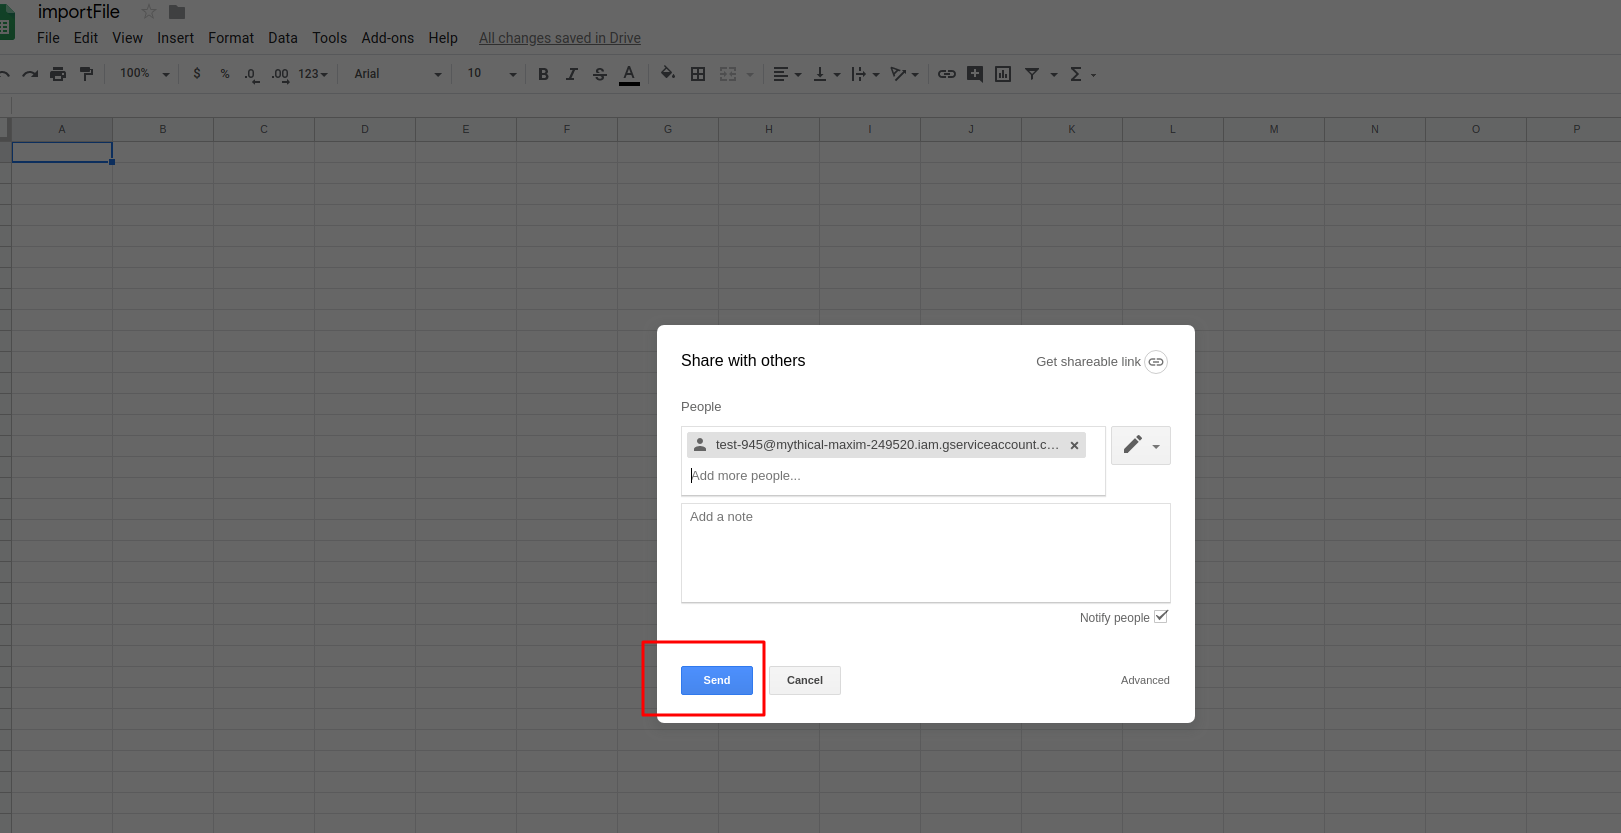 importFile
File Edit View Insert Format Data Tools Add-ons Help All changes saved in Drive
100% $ % .0 .00 123 Arial 10 B I S A Σ
A B C D E F G H I J K L M N O P
Share with others
Get shareable link
People
test-945@mythical-maxim-249520.iam.gserviceaccount.c...
Add more people...
Add a note
Notify people
Send Cancel Advanced